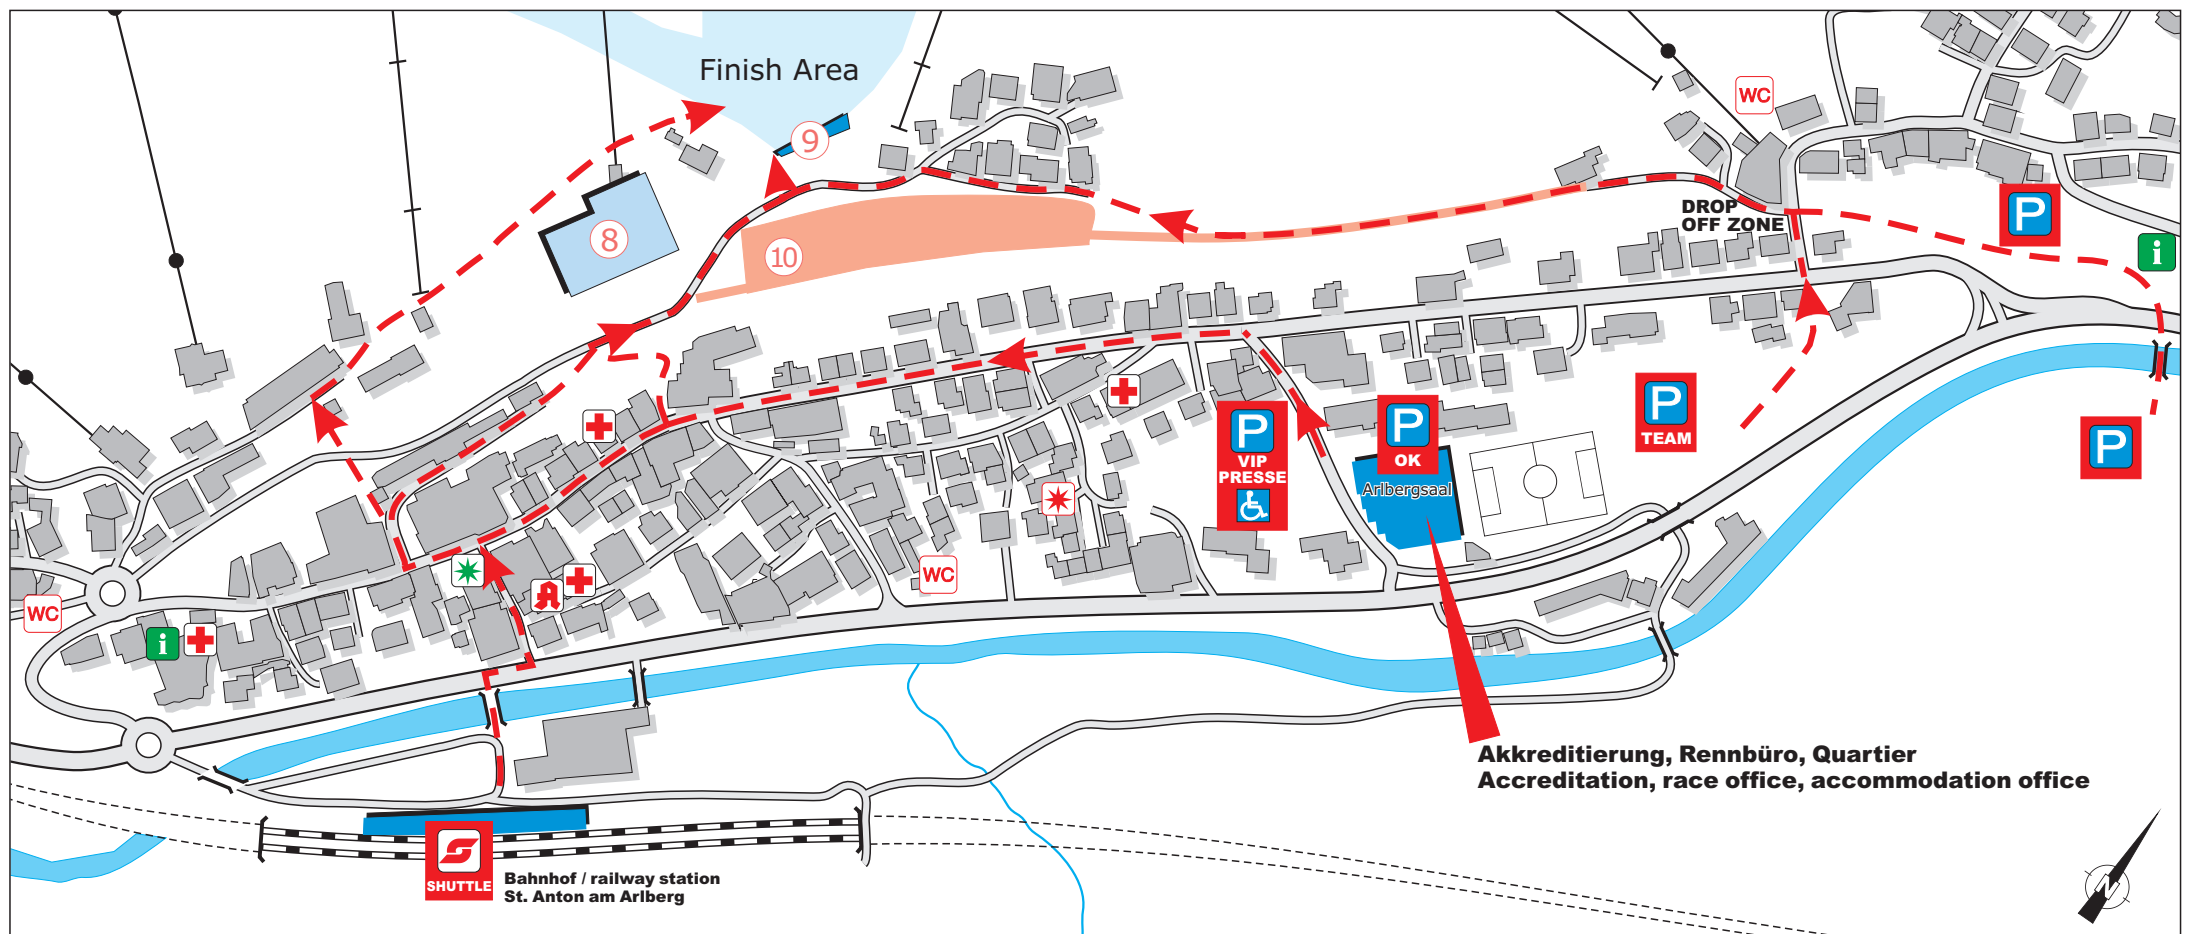 Finish Area
WC
9
8
10
DROP
OFF ZONE
P
i
P
TEAM
P
VIP
PRESSE
P
OK
Arlbergsaal
P
WC
WC
A
i
Akkreditierung, Rennbüro, Quartier
Accreditation, race office, accommodation office
SHUTTLE
Bahnhof / railway station
St. Anton am Arlberg
N